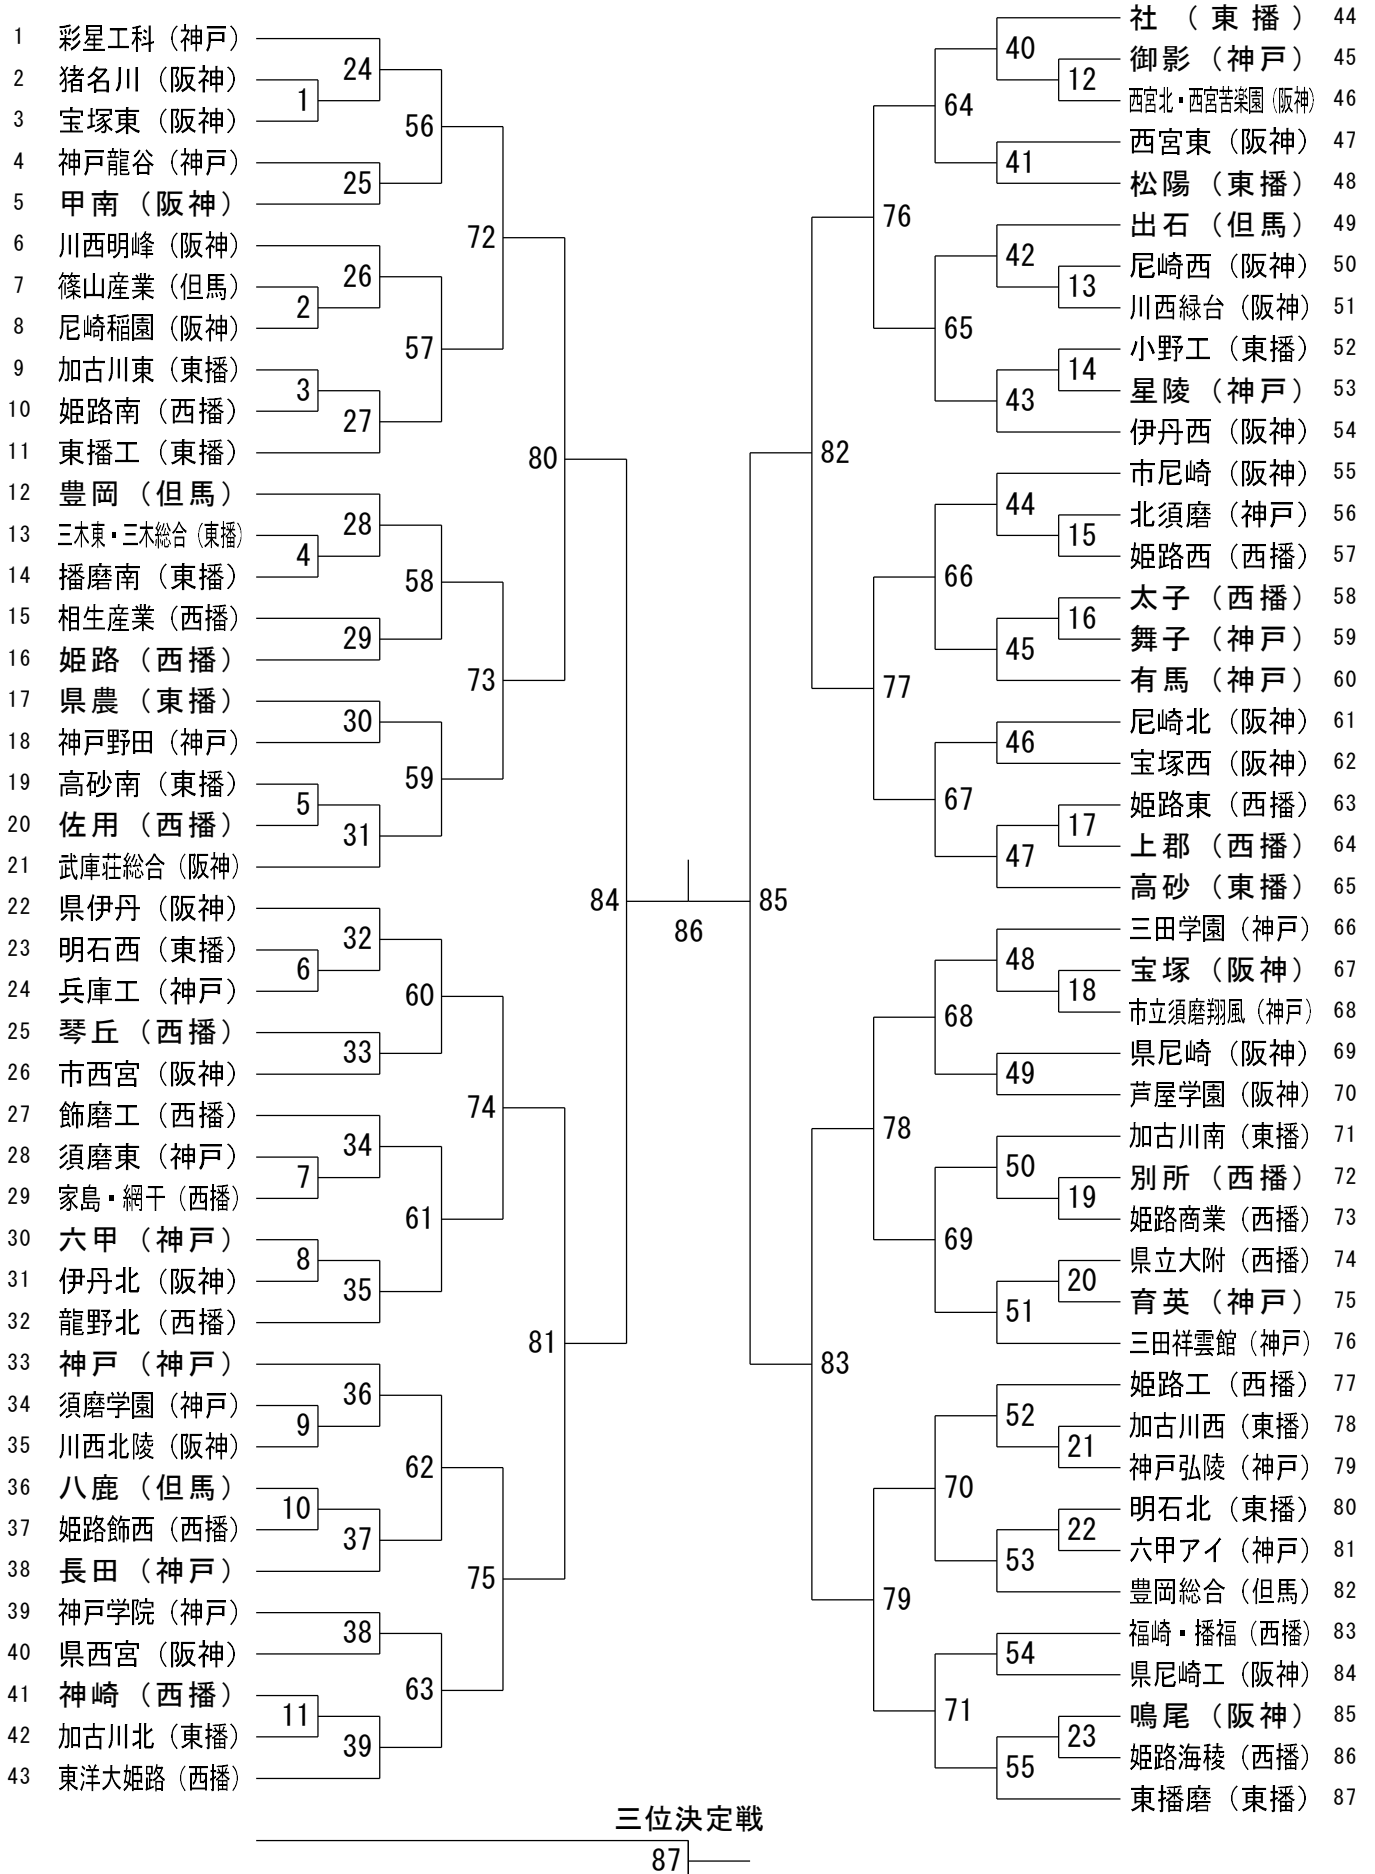 1 彩星工科（神戸）
2 猪名川（阪神）
3 宝塚東（阪神）
4 神戸龍谷（神戸）
5 甲南（阪神）
6 川西明峰（阪神）
7 篠山産業（但馬）
8 尼崎稲園（阪神）
9 加古川東（東播）
10 姫路南（西播）
11 東播工（東播）
12 豊岡（但馬）
13 三木東・三木総合（東播）
14 播磨南（東播）
15 相生産業（西播）
16 姫路（西播）
17 県農（東播）
18 神戸野田（神戸）
19 高砂南（東播）
20 佐用（西播）
21 武庫荘総合（阪神）
22 県伊丹（阪神）
23 明石西（東播）
24 兵庫工（神戸）
25 琴丘（西播）
26 市西宮（阪神）
27 飾磨工（西播）
28 須磨東（神戸）
29 家島・網干（西播）
30 六甲（神戸）
31 伊丹北（阪神）
32 龍野北（西播）
33 神戸（神戸）
34 須磨学園（神戸）
35 川西北陵（阪神）
36 八鹿（但馬）
37 姫路飾西（西播）
38 長田（神戸）
39 神戸学院（神戸）
40 県西宮（阪神）
41 神崎（西播）
42 加古川北（東播）
43 東洋大姫路（西播）
1
2
3
4
5
6
7
8
9
10
11
24
25
26
27
28
29
30
31
32
33
34
35
36
37
38
39
56
57
58
59
60
61
62
63
72
73
74
75
80
81
84
86
85
82
83
76
77
78
79
64
65
66
67
68
69
70
71
40
41
42
43
44
45
46
47
48
49
50
51
52
53
54
55
12
13
14
15
16
17
18
19
20
21
22
23
社（東播） 44
御影（神戸） 45
西宮北・西宮苦楽園（阪神） 46
西宮東（阪神） 47
松陽（東播） 48
出石（但馬） 49
尼崎西（阪神） 50
川西緑台（阪神） 51
小野工（東播） 52
星陵（神戸） 53
伊丹西（阪神） 54
市尼崎（阪神） 55
北須磨（神戸） 56
姫路西（西播） 57
太子（西播） 58
舞子（神戸） 59
有馬（神戸） 60
尼崎北（阪神） 61
宝塚西（阪神） 62
姫路東（西播） 63
上郡（西播） 64
高砂（東播） 65
三田学園（神戸） 66
宝塚（阪神） 67
市立須磨翔風（神戸） 68
県尼崎（阪神） 69
芦屋学園（阪神） 70
加古川南（東播） 71
別所（西播） 72
姫路商業（西播） 73
県立大附（西播） 74
育英（神戸） 75
三田祥雲館（神戸） 76
姫路工（西播） 77
加古川西（東播） 78
神戸弘陵（神戸） 79
明石北（東播） 80
六甲アイ（神戸） 81
豊岡総合（但馬） 82
福崎・播福（西播） 83
県尼崎工（阪神） 84
鳴尾（阪神） 85
姫路海稜（西播） 86
東播磨（東播） 87
三位決定戦
87